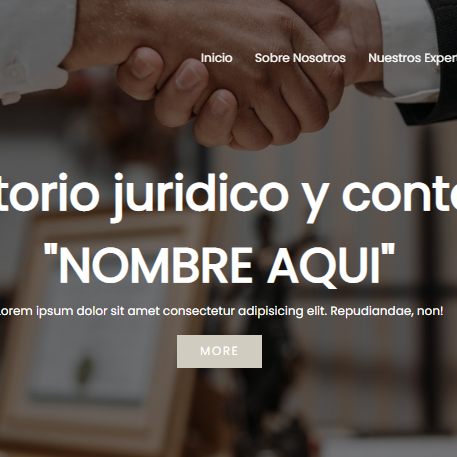 Inicio Sobre Nosotros Nuestros Exper
torio juridico y cont
"NOMBRE AQUI"
orem ipsum dolor sit amet consectetur adipisicing elit. Repudiandae, non!
MORE